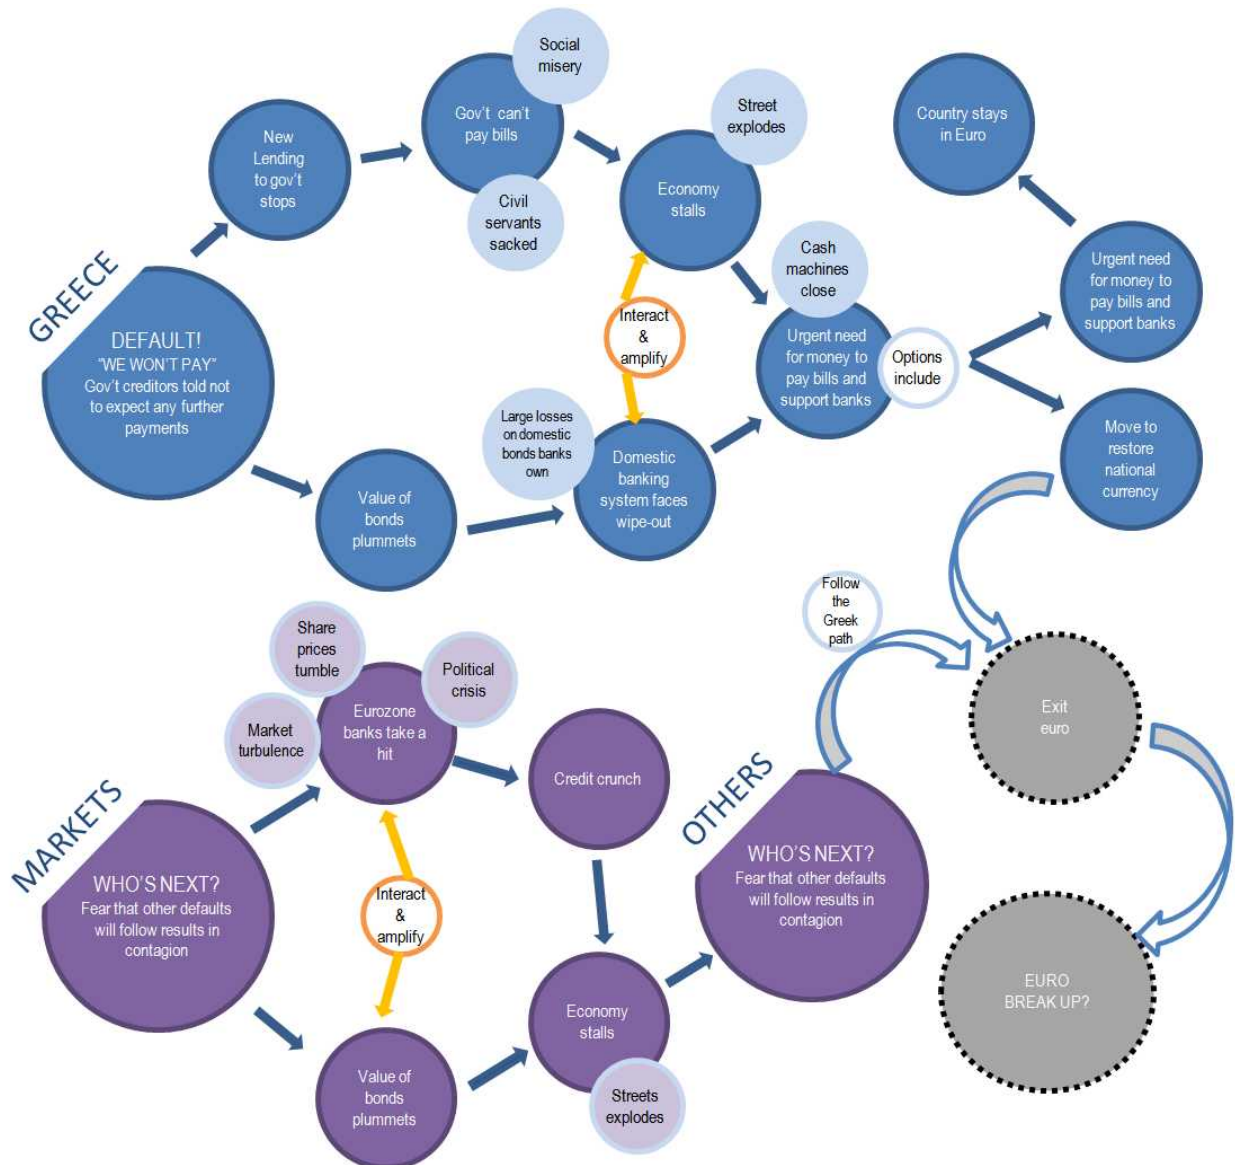 GREECE
DEFAULT!
"WE WON'T PAY"
Gov't creditors told not
to expect any further
payments
New
Lending
to gov't
stops
Gov't can't
pay bills
Social
misery
Civil
servants
sacked
Economy
stalls
Street
explodes
Interact
&
amplify
Value of
bonds
plummets
Large losses
on domestic
bonds banks
own
Domestic
banking
system faces
wipe-out
Cash
machines
close
Urgent need
for money to
pay bills and
support banks
Options
include
Urgent need
for money to
pay bills and
support banks
Country stays
in Euro
Move to
restore
national
currency
MARKETS
WHO'S NEXT?
Fear that other defaults
will follow results in
contagion
Share
prices
tumble
Political
crisis
Market
turbulence
Eurozone
banks take a
hit
Credit crunch
Interact
&
amplify
Value of
bonds
plummets
Economy
stalls
Streets
explodes
OTHERS
WHO'S NEXT?
Fear that other defaults
will follow results in
contagion
Follow
the
Greek
path
Exit
euro
EURO
BREAK UP?